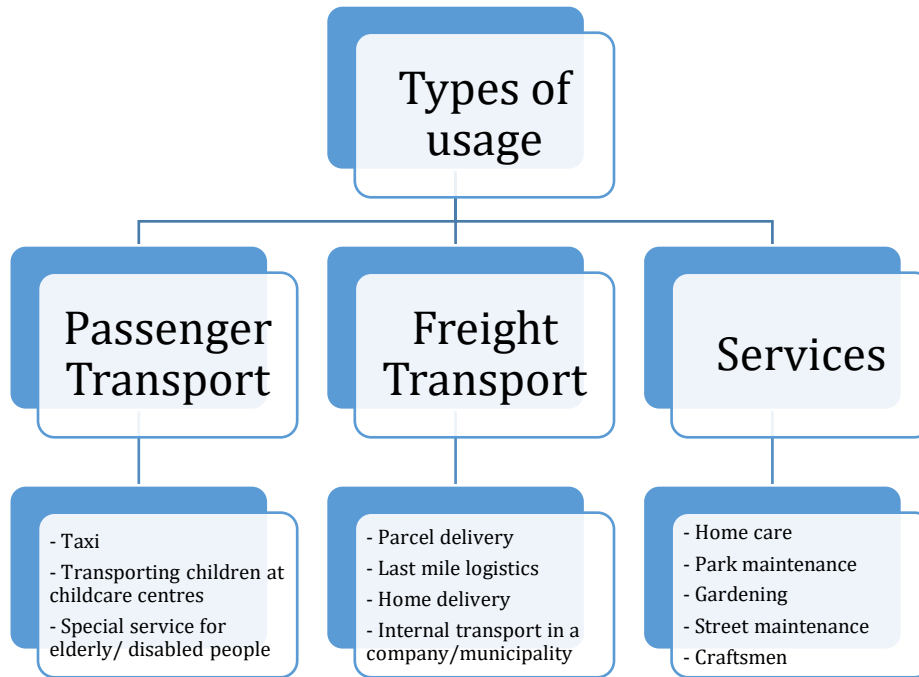 Types of
usage
Passenger
Transport
Freight
Transport
Services
- Taxi
- Transporting children at
childcare centres
- Special service for
elderly/ disabled people
- Parcel delivery
- Last mile logistics
- Home delivery
- Internal transport in a
company/municipality
- Home care
- Park maintenance
- Gardening
- Street maintenance
- Craftsmen